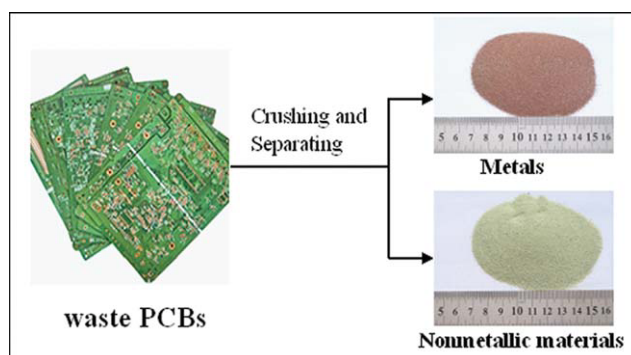 waste PCBs
Crushing and
Separating
5 6 7 8 9 10 11 12 13 14 15 16
Metals
5 6 7 8 9 10 11 12 13 14 15 16
Nonmetallic materials